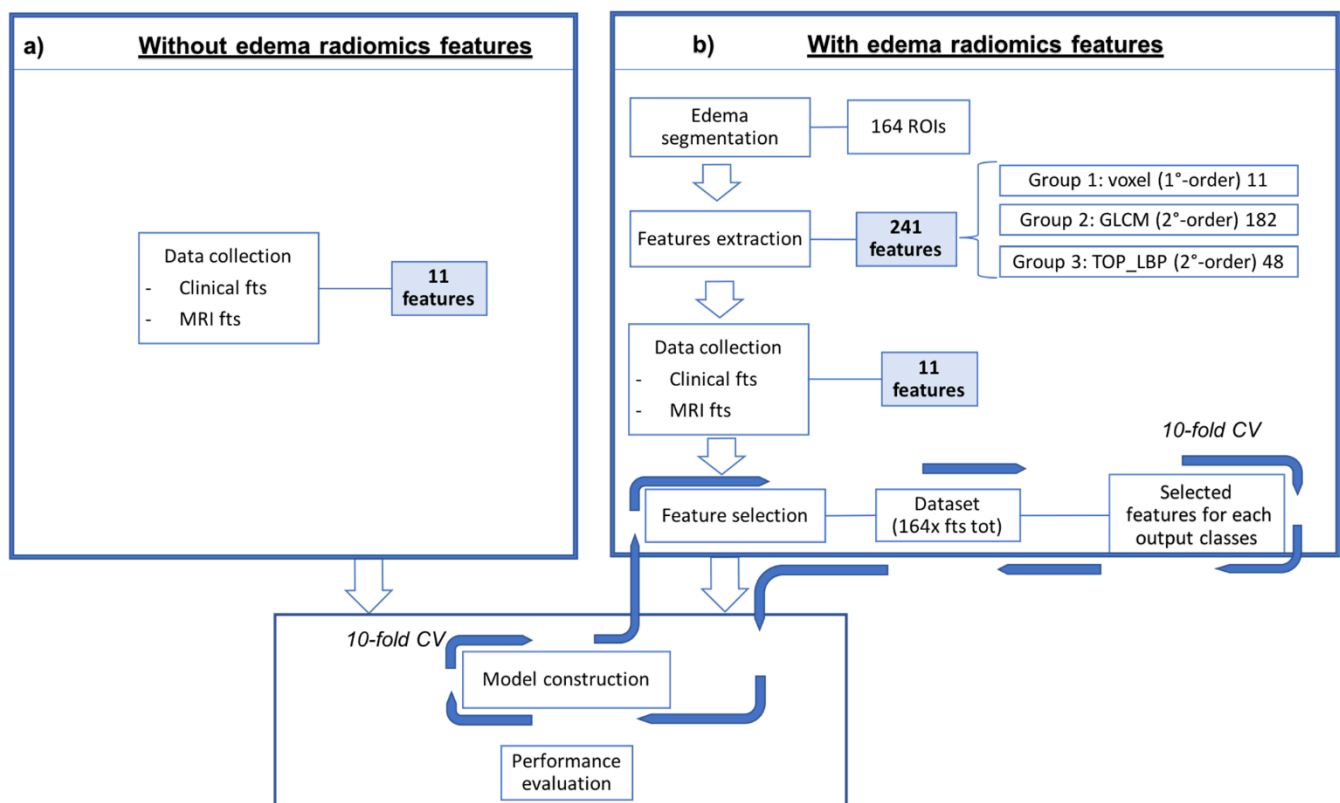 a)
Without edema radiomics features
Data collection
- Clinical fts
- MRI fts
11
features
b)
With edema radiomics features
Edema
segmentation
164 ROIs
Features extraction
241
features
Group 1: voxel (1°-order) 11
Group 2: GLCM (2°-order) 182
Group 3: TOP_LBP (2°-order) 48
Data collection
- Clinical fts
- MRI fts
11
features
10-fold CV
Feature selection
Dataset
(164x fts tot)
Selected
features for each
output classes
10-fold CV
Model construction
Performance
evaluation